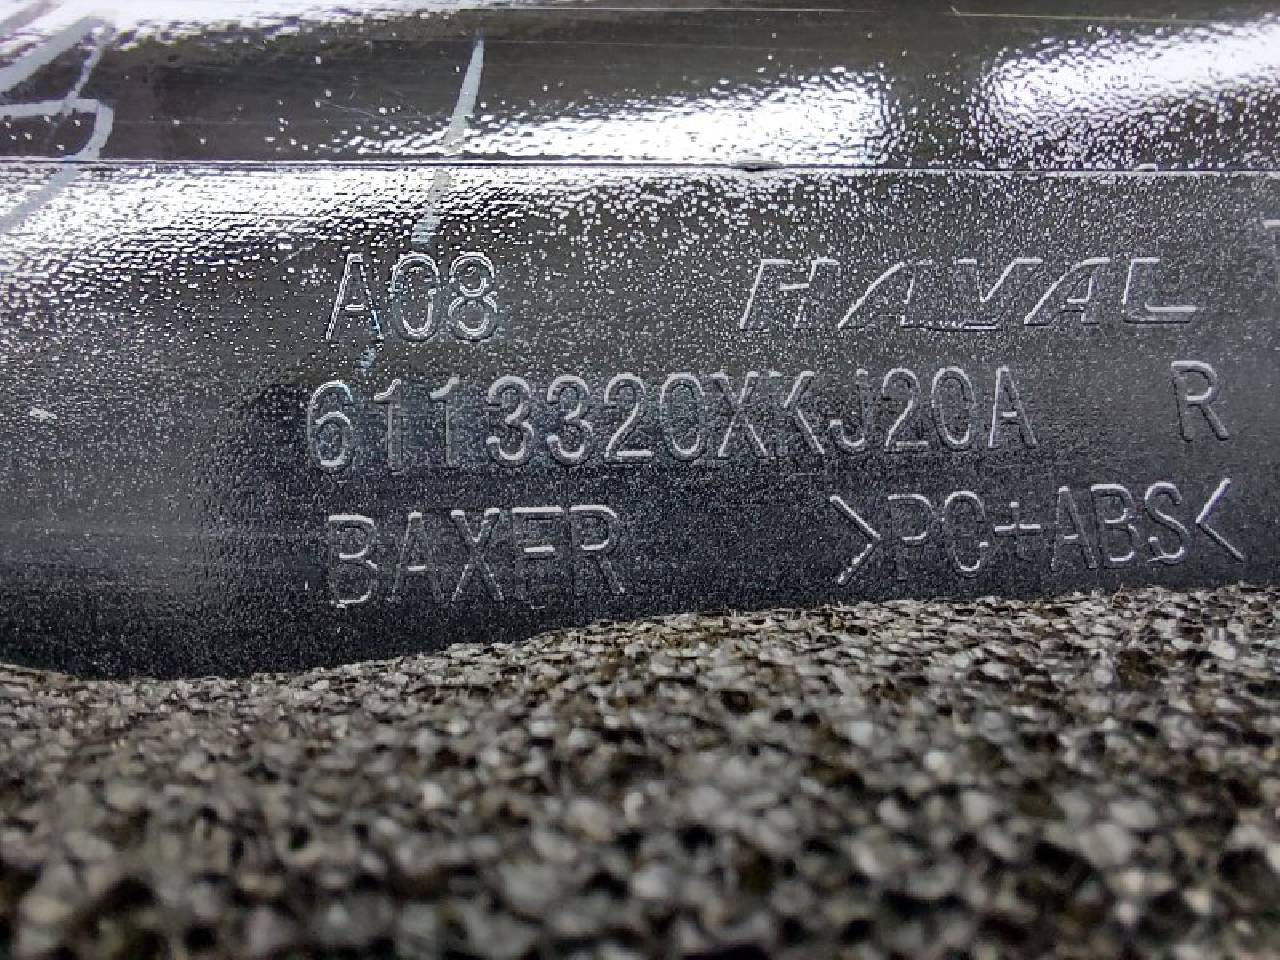 A08 HAVAL
6113320XKJ20A R
BAXER >PC+ABS<